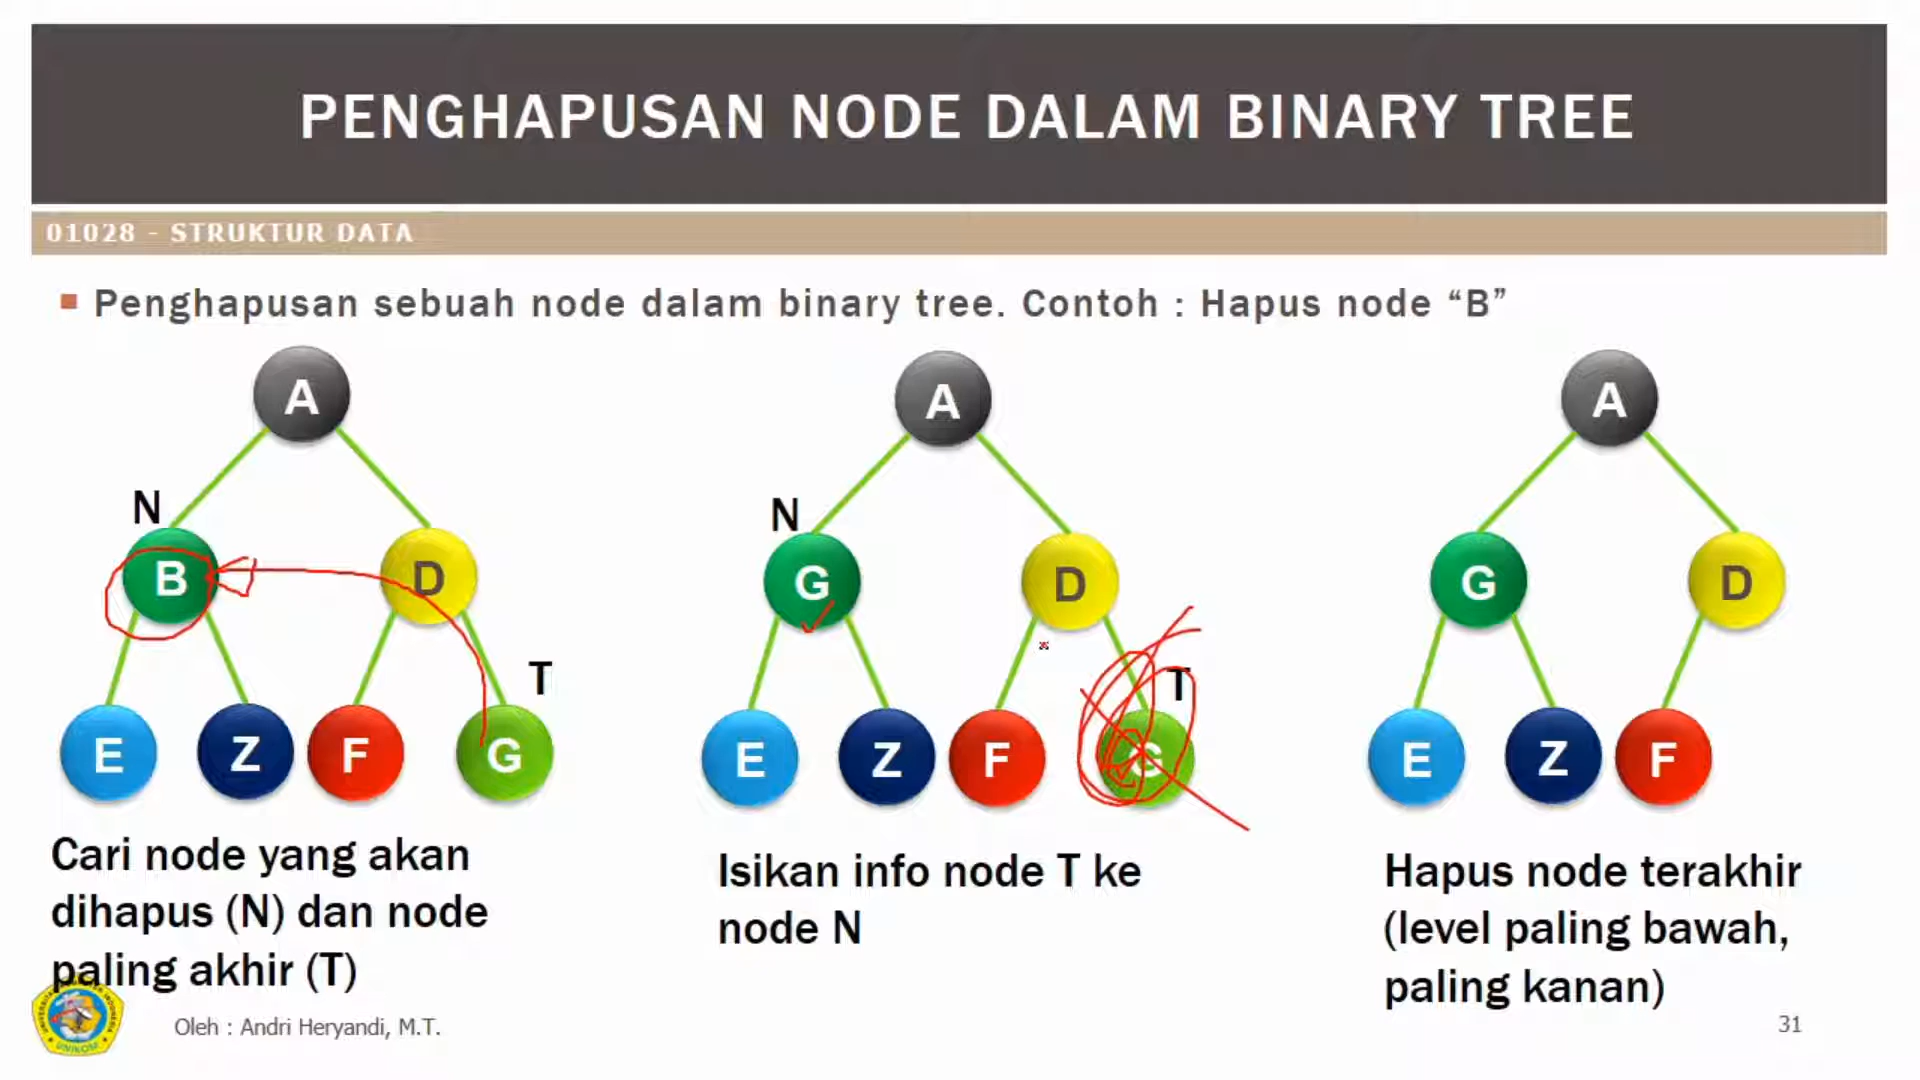 PENGHAPUSAN NODE DALAM BINARY TREE
01028 - STRUKTUR DATA
Penghapusan sebuah node dalam binary tree. Contoh : Hapus node “B”
A
N
B
D
T
E
Z
F
G
Cari node yang akan
dihapus (N) dan node
paling akhir (T)
A
N
G
D
T
E
Z
F
G
Isikan info node T ke
node N
A
G
D
E
Z
F
Hapus node terakhir
(level paling bawah,
paling kanan)
UNIKOM
Oleh : Andri Heryandi, M.T.
31